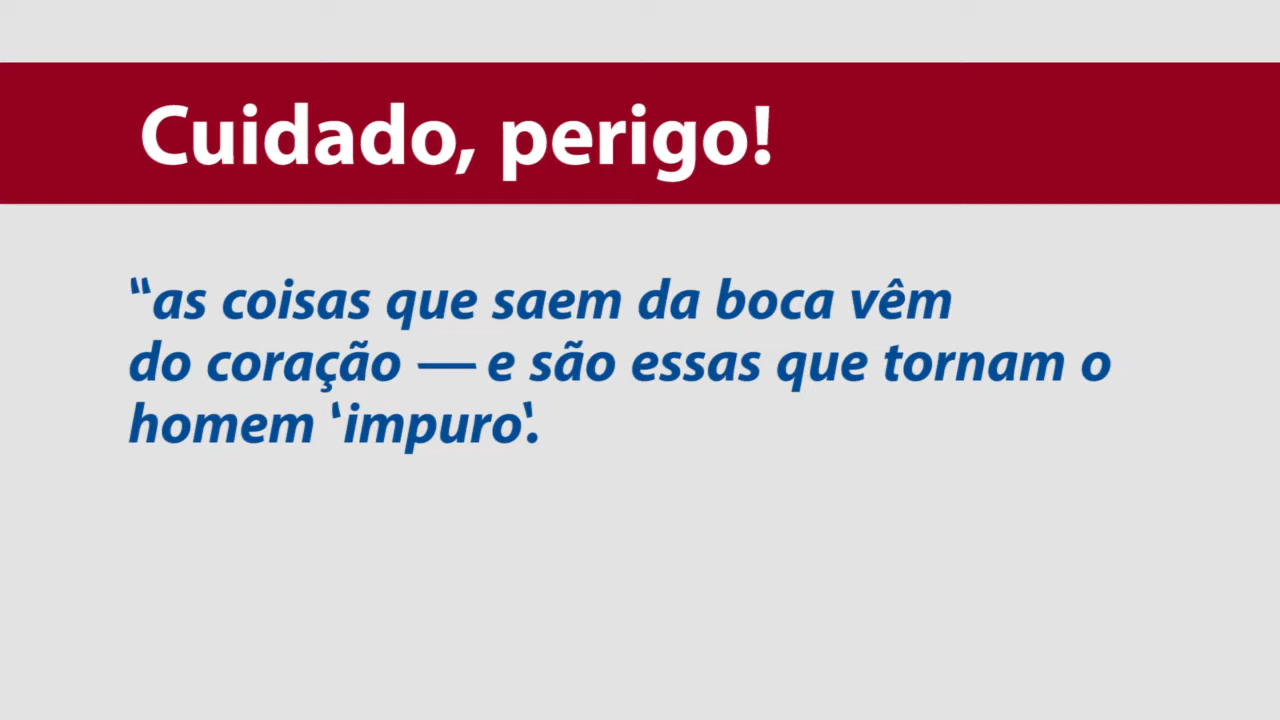 Cuidado, perigo!
“as coisas que saem da boca vêm
do coração — e são essas que tornam o
homem ‛impuro‛.